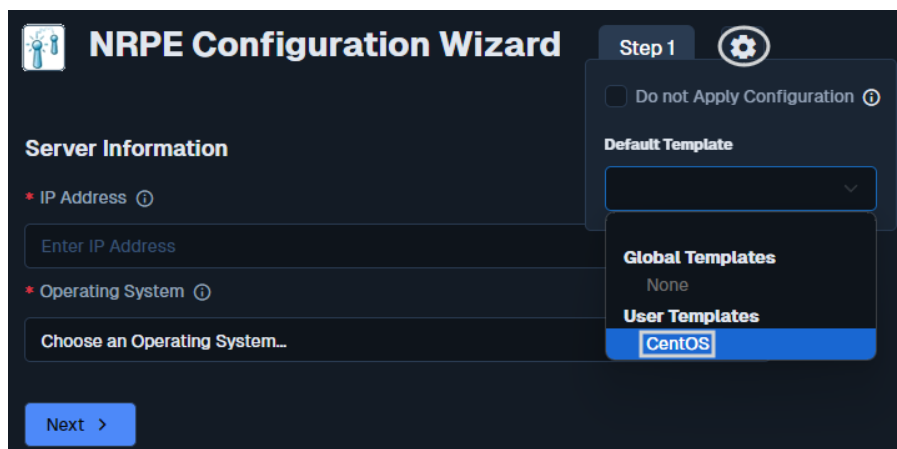 NRPE Configuration Wizard
Step 1
Do not Apply Configuration
Default Template
Server Information
* IP Address
Enter IP Address
Global Templates
None
* Operating System
User Templates
Choose an Operating System...
CentOS
Next >